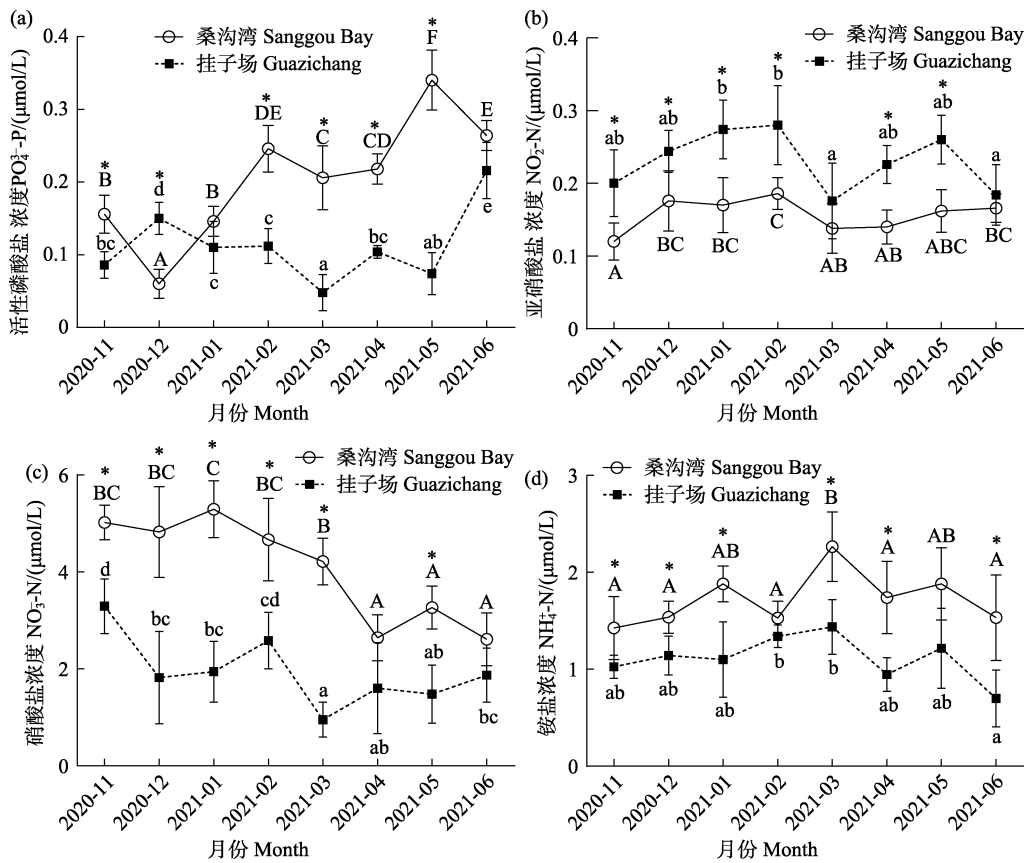 (a)
桑沟湾 Sanggou Bay
挂子场 Guazichang
活性磷酸盐 浓度PO₄³⁻-P/(μmol/L)
0.4
0.3
0.2
0.1
0
* * * * * *
B A B DE C CD F E
bc d c c a bc ab e
2020-11 2020-12 2021-01 2021-02 2021-03 2021-04 2021-05 2021-06
月份 Month
(b)
桑沟湾 Sanggou Bay
挂子场 Guazichang
亚硝酸盐 浓度 NO₂⁻-N/(μmol/L)
0.4
0.3
0.2
0.1
0
* * * * * *
ab ab b b a ab ab a
A BC BC C AB AB ABC BC
2020-11 2020-12 2021-01 2021-02 2021-03 2021-04 2021-05 2021-06
月份 Month
(c)
桑沟湾 Sanggou Bay
挂子场 Guazichang
硝酸盐浓度 NO₃-N/(μmol/L)
6
4
2
0
* * * * * *
BC BC C BC B A A A
d bc bc cd a ab ab bc
2020-11 2020-12 2021-01 2021-02 2021-03 2021-04 2021-05 2021-06
月份 Month
(d)
桑沟湾 Sanggou Bay
挂子场 Guazichang
铵盐浓度 NH₄⁺-N/(μmol/L)
3
2
1
0
* * * * * *
A A AB A B A AB A
ab ab ab b b ab ab a
2020-11 2020-12 2021-01 2021-02 2021-03 2021-04 2021-05 2021-06
月份 Month